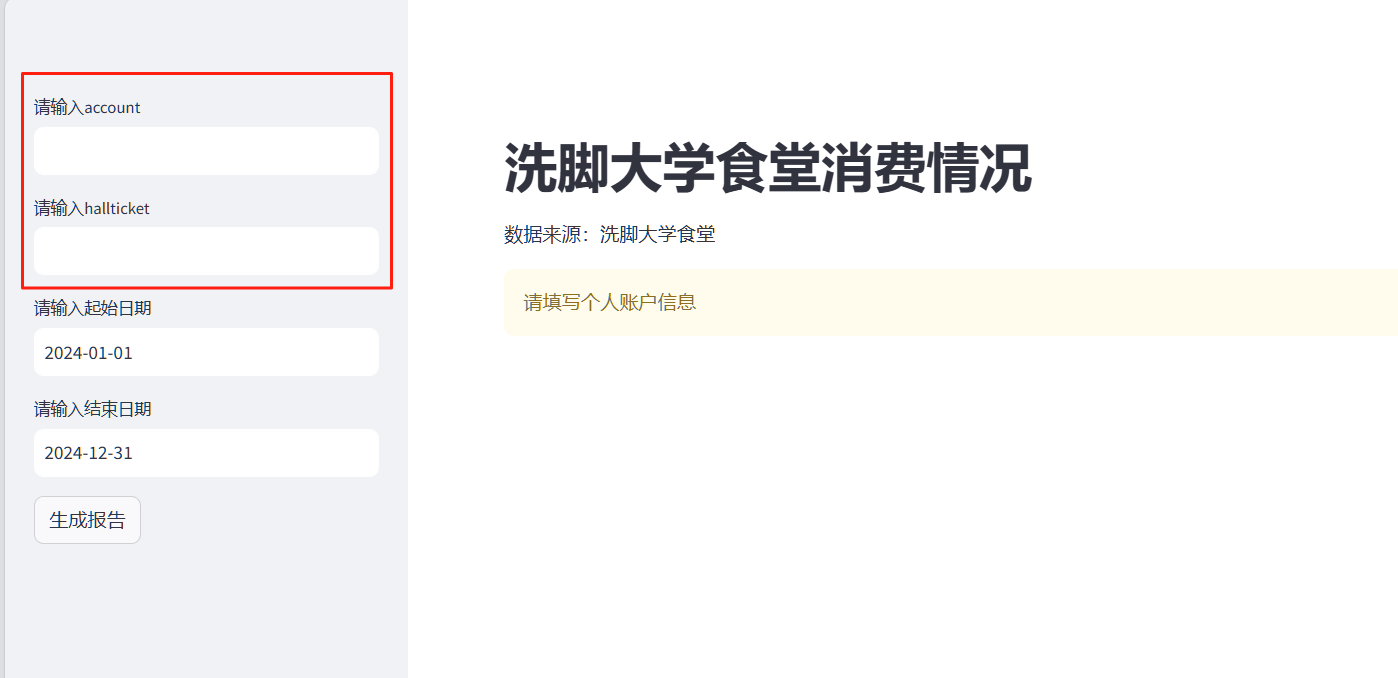 请输入account
请输入hallticket
请输入起始日期
2024-01-01
请输入结束日期
2024-12-31
生成报告
洗脚大学食堂消费情况
数据来源：洗脚大学食堂
请填写个人账户信息